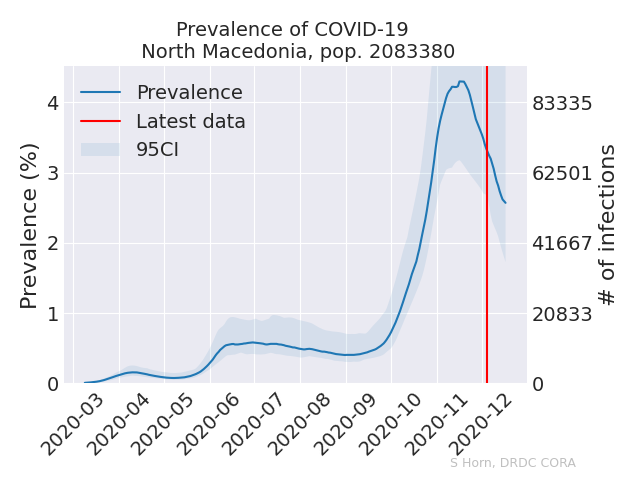 Prevalence of COVID-19
North Macedonia, pop. 2083380
Prevalence
Latest data
95CI
Prevalence (%)
4
3
2
1
0
83335
62501
41667
20833
0
# of infections
2020-03
2020-04
2020-05
2020-06
2020-07
2020-08
2020-09
2020-10
2020-11
2020-12
S Horn, DRDC CORA